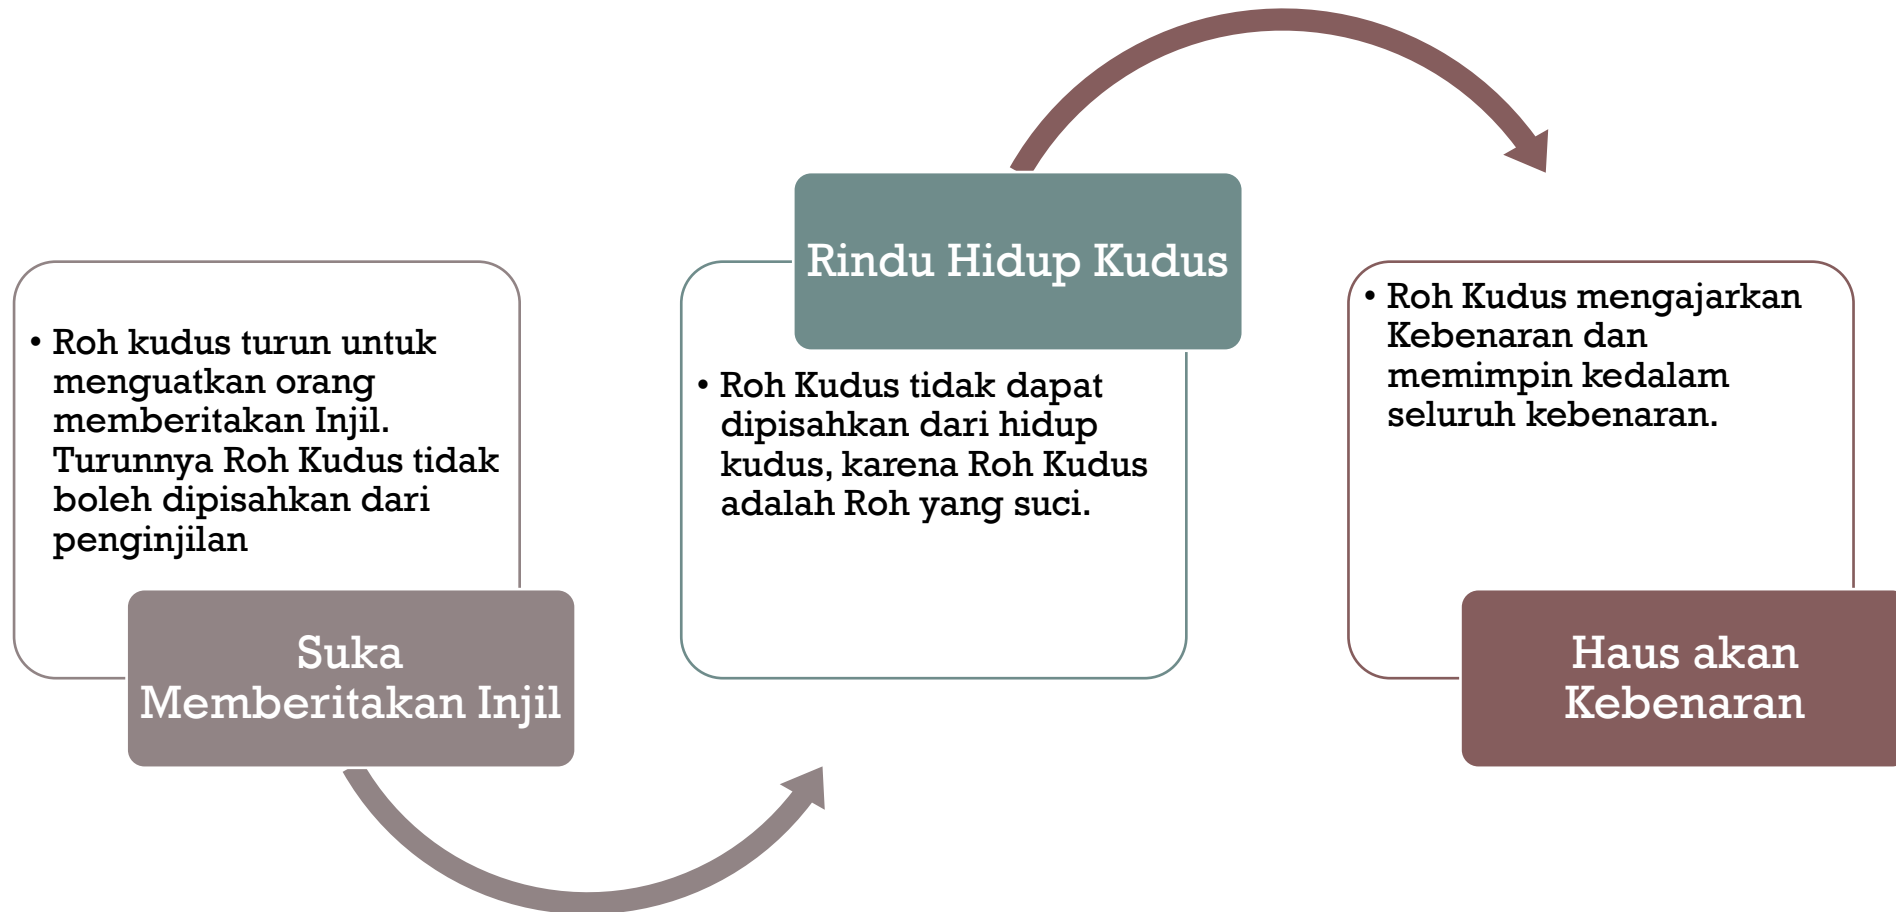 • Roh kudus turun untuk
menguatkan orang
memberitakan Injil.
Turunnya Roh Kudus tidak
boleh dipisahkan dari
penginjilan
Suka
Memberitakan Injil
Rindu Hidup Kudus
• Roh Kudus tidak dapat
dipisahkan dari hidup
kudus, karena Roh Kudus
adalah Roh yang suci.
• Roh Kudus mengajarkan
Kebenaran dan
memimpin kedalam
seluruh kebenaran.
Haus akan
Kebenaran